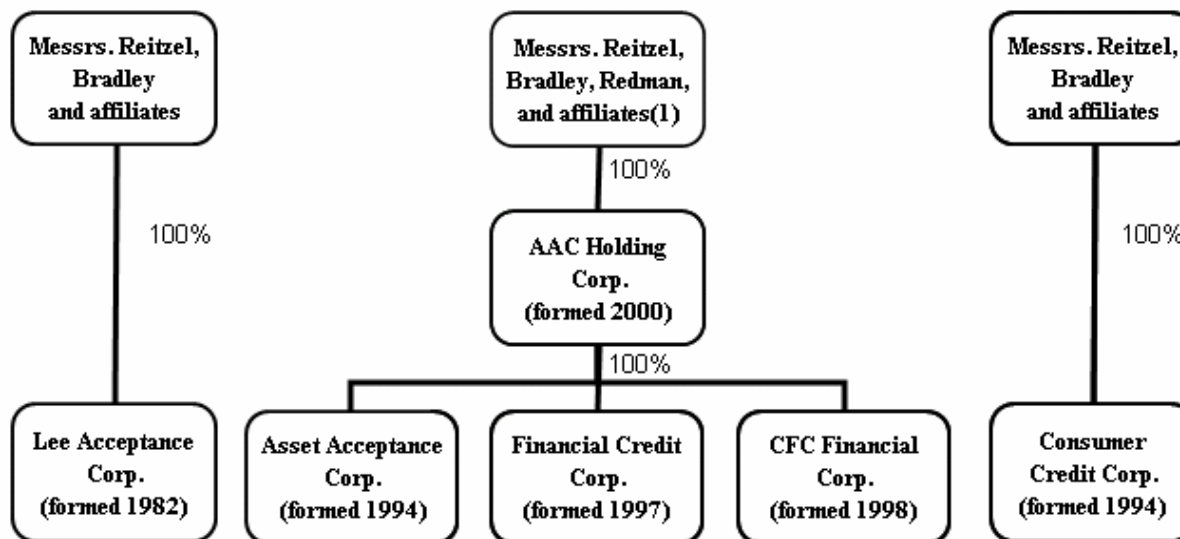 Messrs. Reitzel,
Bradley
and affiliates
Messrs. Reitzel,
Bradley, Redman,
and affiliates(1)
Messrs. Reitzel,
Bradley
and affiliates
100%
100%
100%
AAC Holding
Corp.
(formed 2000)
100%
Lee Acceptance
Corp.
(formed 1982)
Asset Acceptance
Corp.
(formed 1994)
Financial Credit
Corp.
(formed 1997)
CFC Financial
Corp.
(formed 1998)
Consumer
Credit Corp.
(formed 1994)